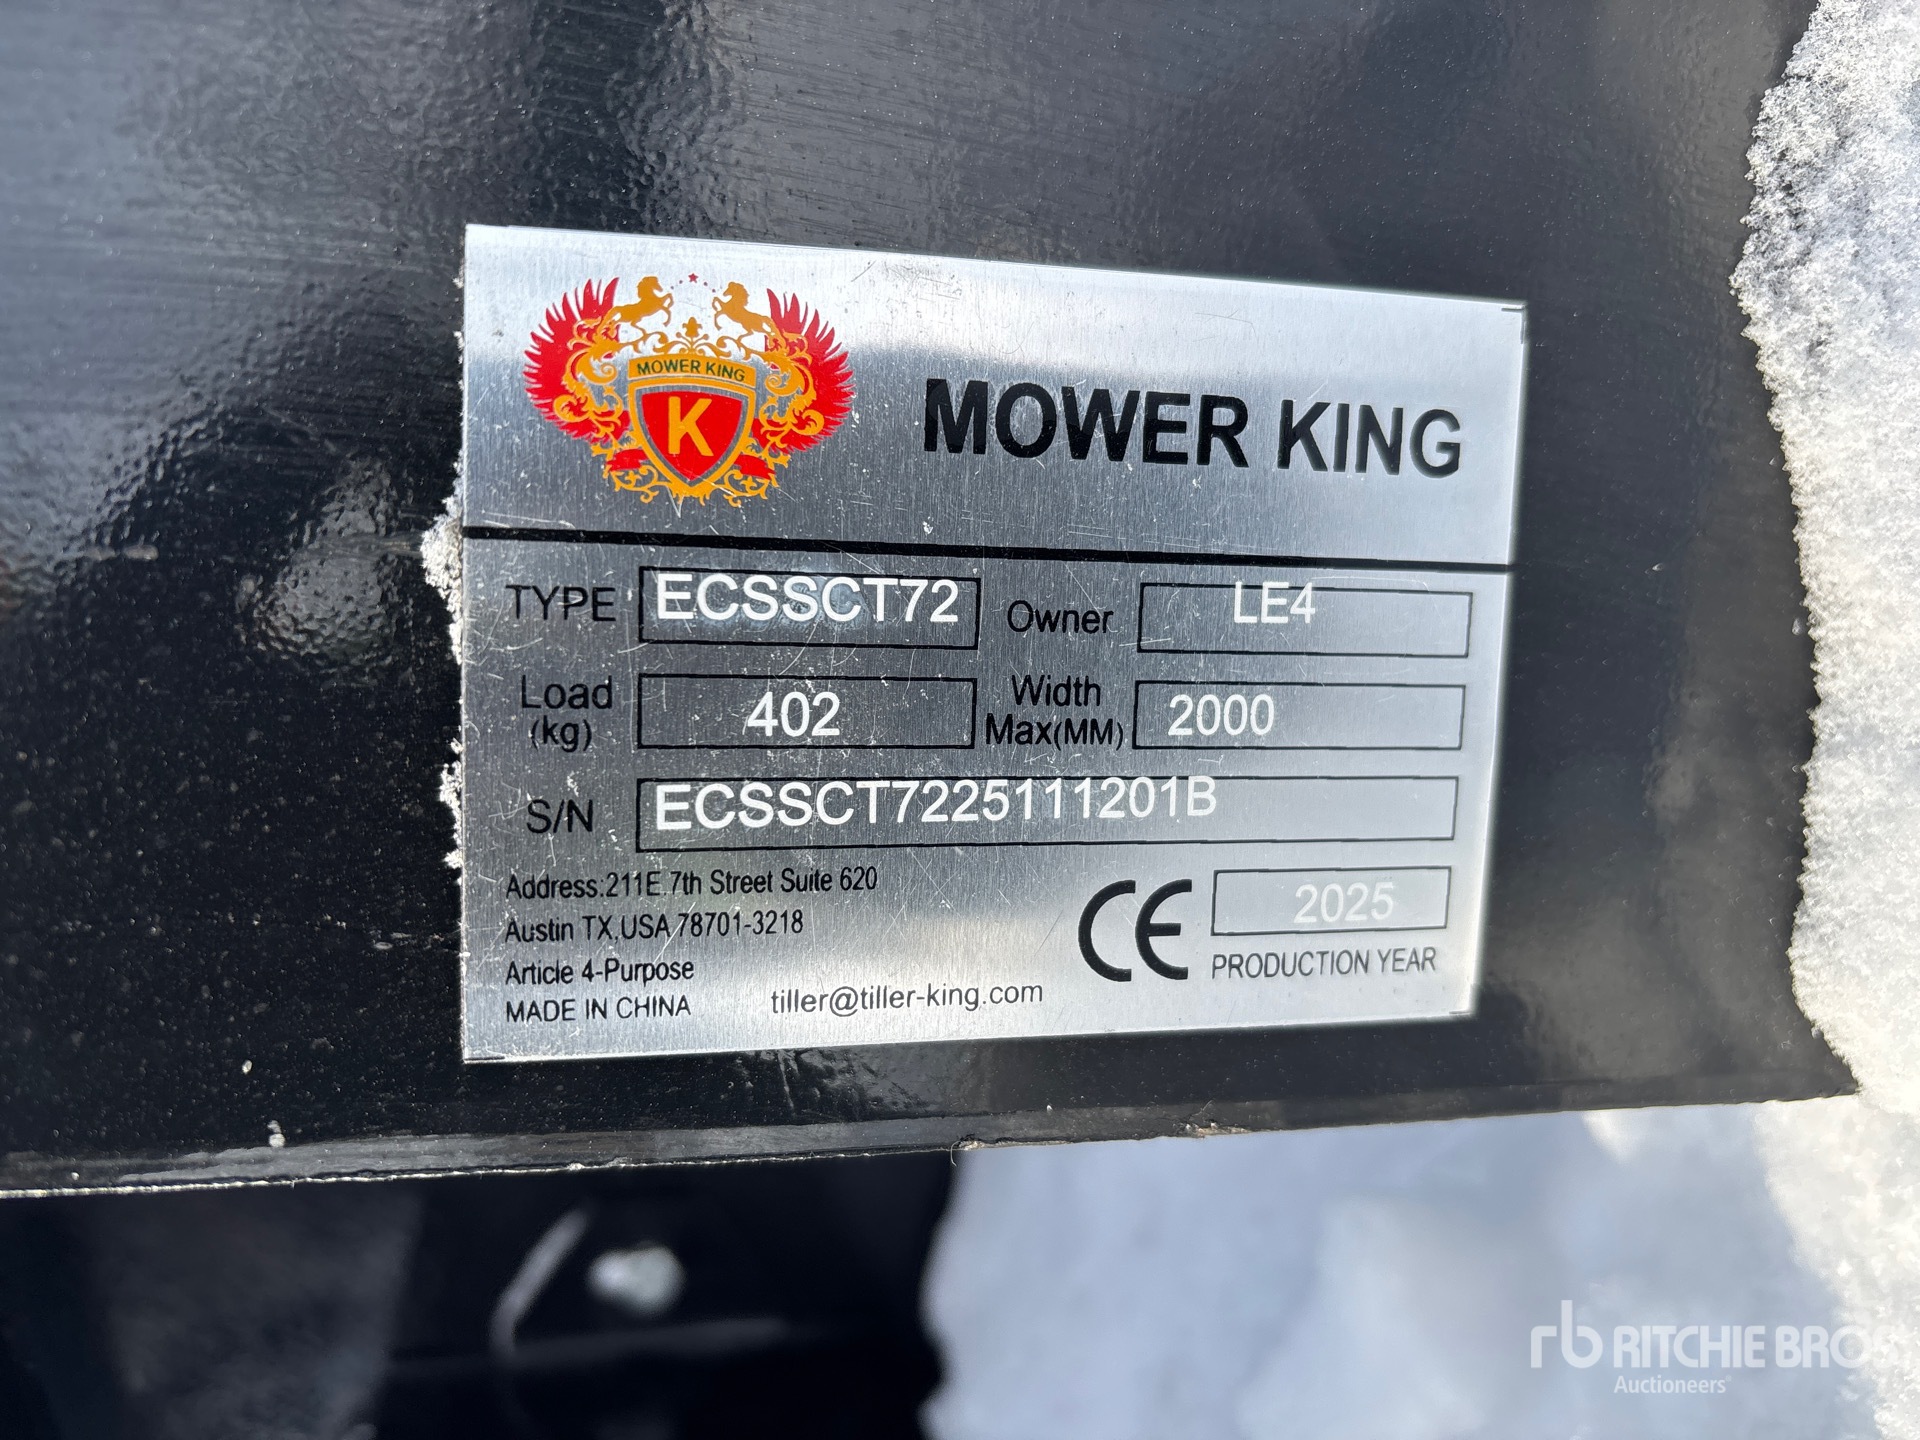 MOWER KING
K
MOWER KING
TYPE ECSSCT72 Owner LE4
Load (kg) 402 Width Max(MM) 2000
S/N ECSSCT7225111201B
Address:211E.7th Street Suite 620
Austin TX,USA 78701-3218
Article 4-Purpose
MADE IN CHINA
tiller@tiller-king.com
CE 2025
PRODUCTION YEAR
rb RITCHIE BROS
Auctioneers